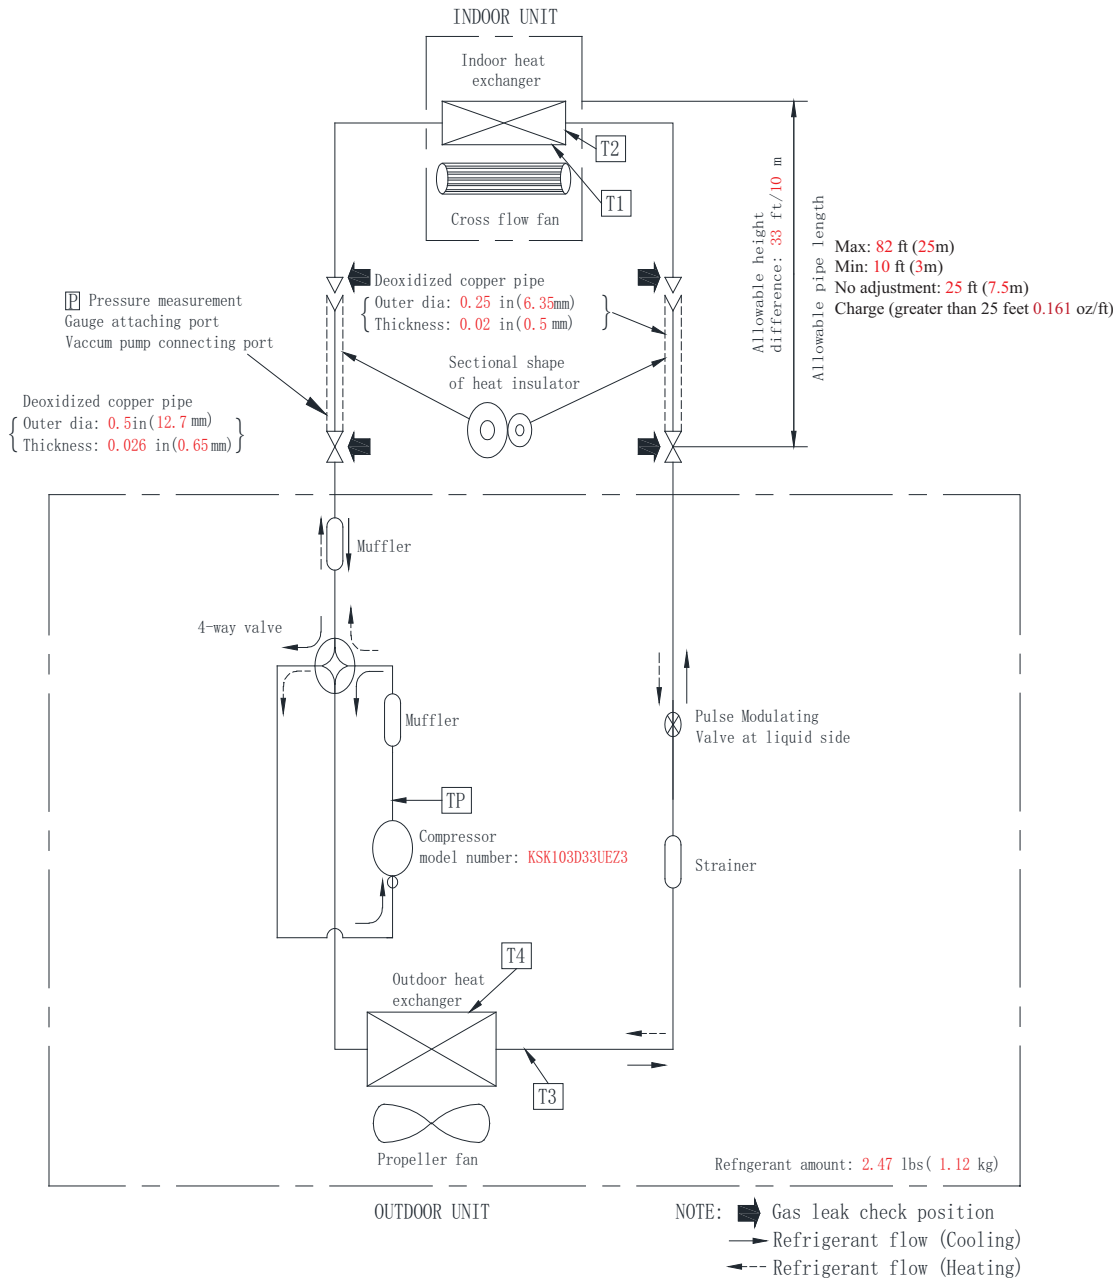 INDOOR UNIT
Indoor heat
exchanger
T2
T1
Cross flow fan
Allowable height
difference: 33 ft/10 m
Allowable pipe length
Max: 82 ft (25m)
Min: 10 ft (3m)
No adjustment: 25 ft (7.5m)
Charge (greater than 25 feet 0.161 oz/ft)
Deoxidized copper pipe
Outer dia: 0.25 in(6.35mm)
Thickness: 0.02 in(0.5 mm)
P Pressure measurement
Gauge attaching port
Vaccum pump connecting port
Sectional shape
of heat insulator
Deoxidized copper pipe
Outer dia: 0.5in(12.7 mm)
Thickness: 0.026 in(0.65mm)
Muffler
4-way valve
Muffler
Pulse Modulating
Valve at liquid side
TP
Compressor
model number: KSK103D33UEZ3
Strainer
T4
Outdoor heat
exchanger
T3
Propeller fan
Refngerant amount: 2.47 lbs( 1.12 kg)
OUTDOOR UNIT
NOTE: Gas leak check position
Refrigerant flow (Cooling)
Refrigerant flow (Heating)